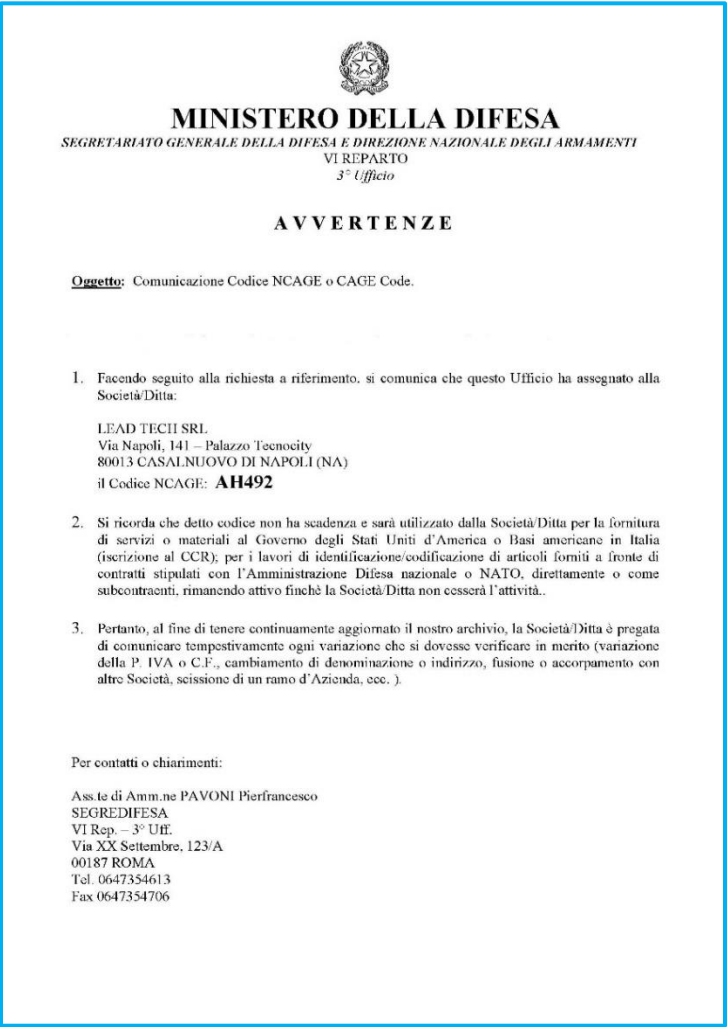 MINISTERO DELLA DIFESA
SEGRETARIATO GENERALE DELLA DIFESA E DIREZIONE NAZIONALE DEGLI ARMAMENTI
VI REPARTO
3° Ufficio
AVVERTENZE
Oggetto: Comunicazione Codice NCAGE o CAGE Code.
1. Facendo seguito alla richiesta a riferimento, si comunica che questo Ufficio ha assegnato alla
Società/Ditta:
LEAD TECH SRL
Via Napoli, 141 – Palazzo Tecnocity
80013 CASALNUOVO DI NAPOLI (NA)
il Codice NCAGE: AH492
2. Si ricorda che detto codice non ha scadenza e sarà utilizzato dalla Società/Ditta per la fornitura
di servizi o materiali al Governo degli Stati Uniti d'America o Basi americane in Italia
(iscrizione al CCR); per i lavori di identificazione/codificazione di articoli forniti a fronte di
contratti stipulati con l'Amministrazione Difesa nazionale o NATO, direttamente o come
subcontraenti, rimanendo attivo finchè la Società/Ditta non cesserà l'attività..
3. Pertanto, al fine di tenere continuamente aggiornato il nostro archivio, la Società/Ditta è pregata
di comunicare tempestivamente ogni variazione che si dovesse verificare in merito (variazione
della P. IVA o C.F., cambiamento di denominazione o indirizzo, fusione o accorpamento con
altre Società, scissione di un ramo d'Azienda, ecc. ).
Per contatti o chiarimenti:
Ass.te di Amm.ne PAVONI Pierfrancesco
SEGREDIFESA
VI Rep. – 3° Uff.
Via XX Settembre, 123/A
00187 ROMA
Tel. 0647354613
Fax 0647354706